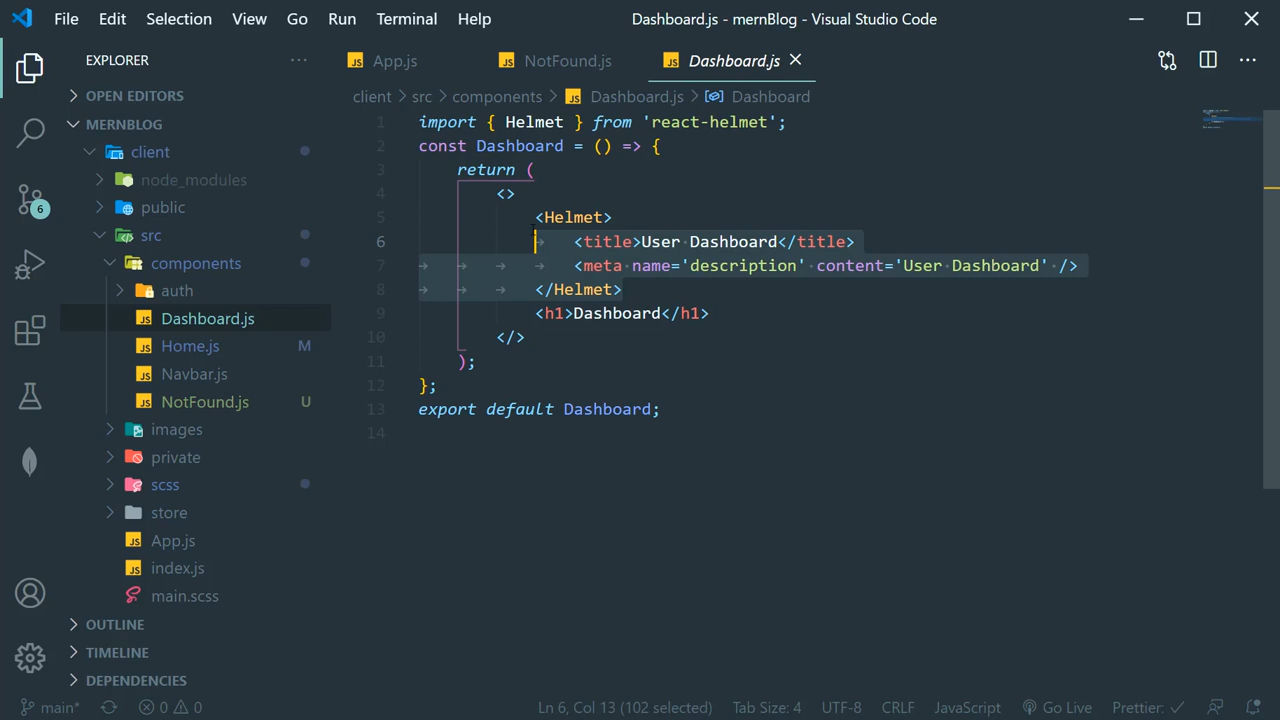 File Edit Selection View Go Run Terminal Help Dashboard.js - mernBlog - Visual Studio Code
EXPLORER ···
App.js NotFound.js Dashboard.js
OPEN EDITORS
client > src > components > Dashboard.js > Dashboard
MERNBLOG
client
node_modules
public
src
components
auth
Dashboard.js
Home.js M
Navbar.js
NotFound.js U
images
private
scss
store
App.js
index.js
main.scss
OUTLINE
TIMELINE
DEPENDENCIES
6
1 import { Helmet } from 'react-helmet';
2 const Dashboard = () => {
3 return (
4 <>
5 <Helmet>
6 <title>User Dashboard</title>
7 <meta name='description' content='User Dashboard' />
8 </Helmet>
9 <h1>Dashboard</h1>
10 </>
11 );
12 };
13 export default Dashboard;
14
main* 0 0 Ln 6, Col 13 (102 selected) Tab Size: 4 UTF-8 CRLF JavaScript Go Live Prettier: ✓